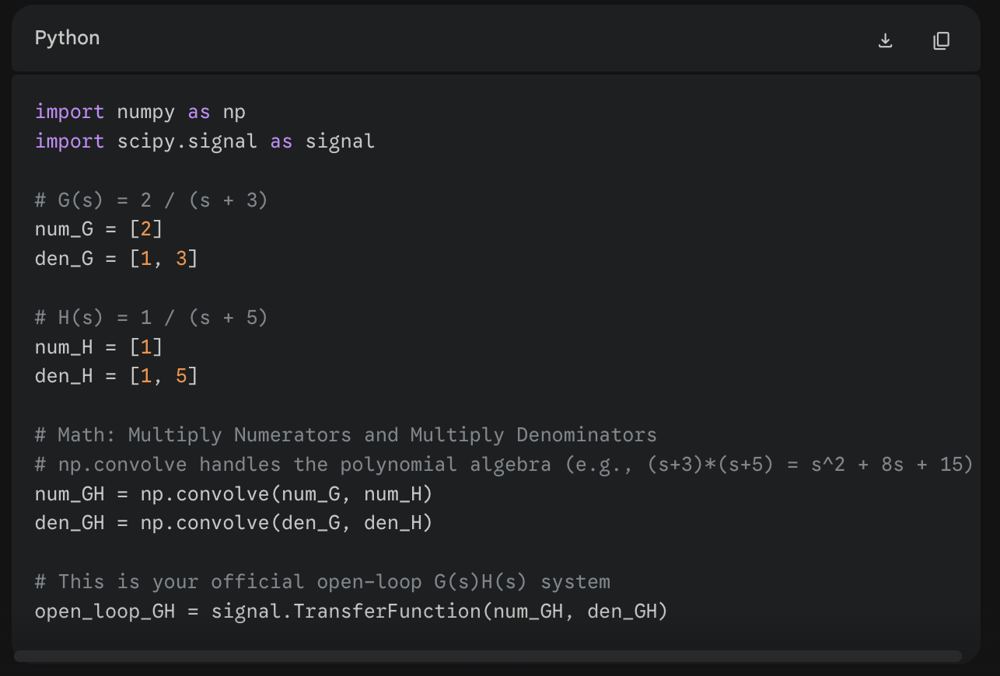 Python
import numpy as np
import scipy.signal as signal
# G(s) = 2 / (s + 3)
num_G = [2]
den_G = [1, 3]
# H(s) = 1 / (s + 5)
num_H = [1]
den_H = [1, 5]
# Math: Multiply Numerators and Multiply Denominators
# np.convolve handles the polynomial algebra (e.g., (s+3)*(s+5) = s^2 + 8s + 15)
num_GH = np.convolve(num_G, num_H)
den_GH = np.convolve(den_G, den_H)
# This is your official open-loop G(s)H(s) system
open_loop_GH = signal.TransferFunction(num_GH, den_GH)